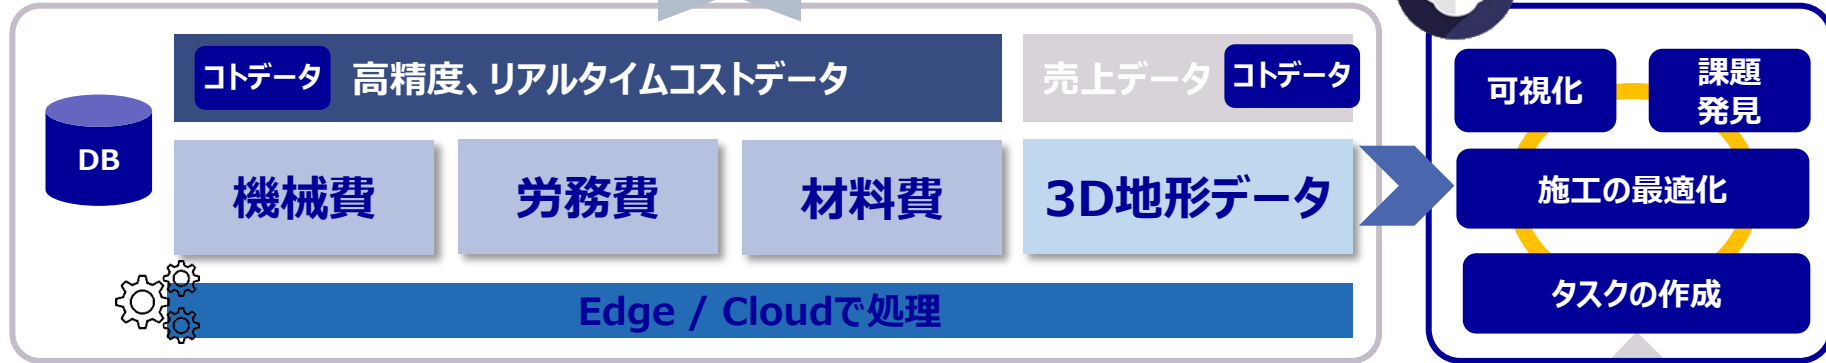 コトデータ 高精度、リアルタイムコストデータ
売上データ コトデータ
DB
機械費
労務費
材料費
3D地形データ
Edge / Cloudで処理
可視化
課題
発見
施工の最適化
タスクの作成